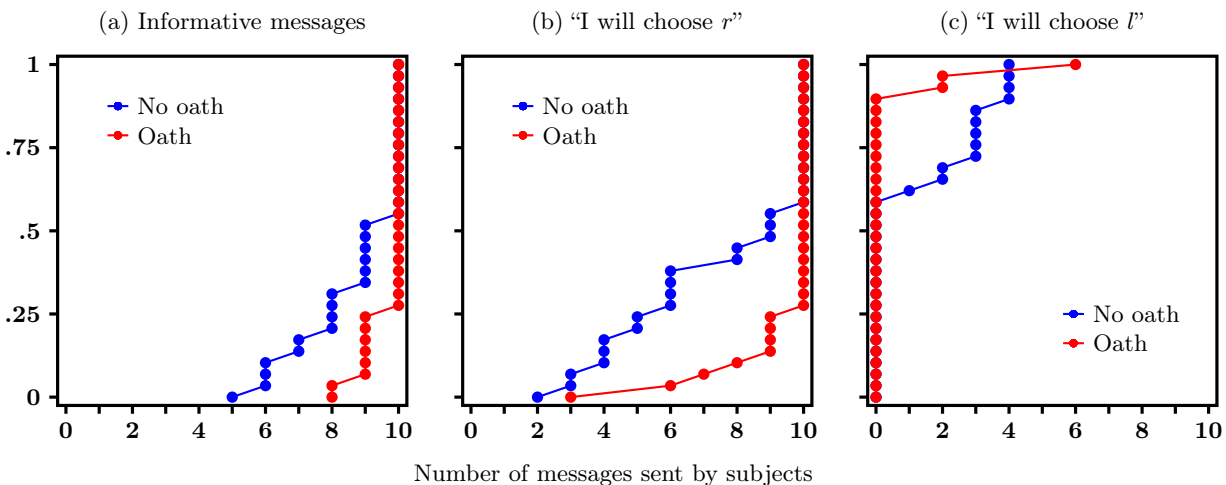 (a) Informative messages
(b) “I will choose r”
(c) “I will choose l”
1
.75
.5
.25
0
No oath
Oath
No oath
Oath
No oath
Oath
0 2 4 6 8 10
0 2 4 6 8 10
0 2 4 6 8 10
Number of messages sent by subjects